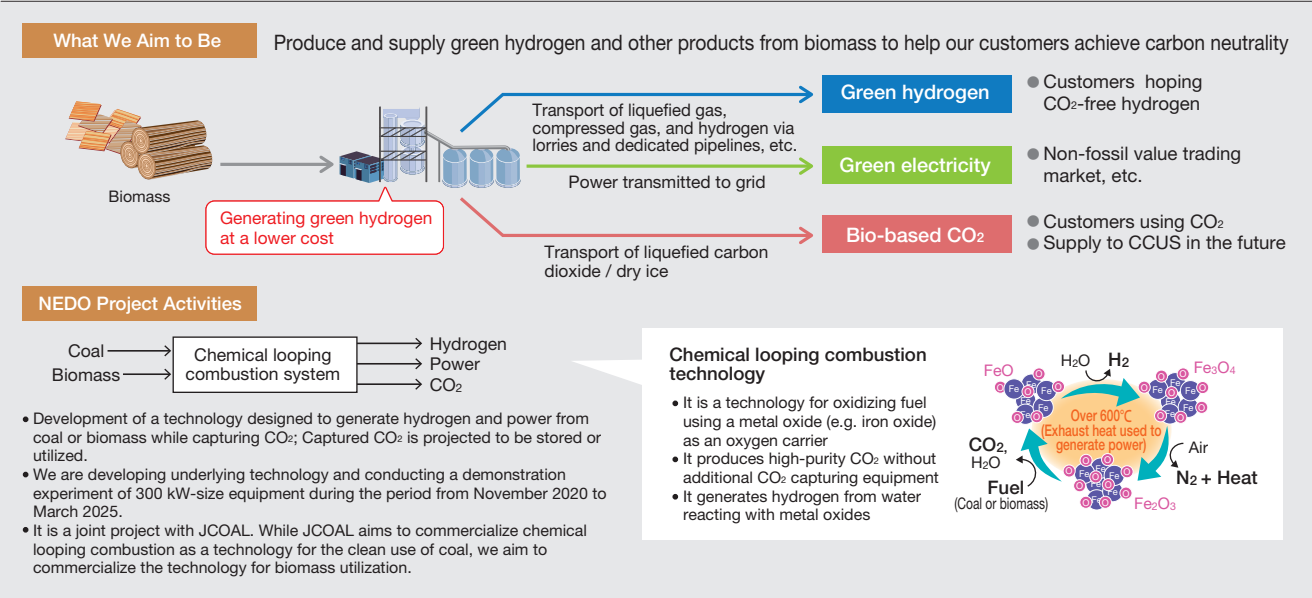 What We Aim to Be
Produce and supply green hydrogen and other products from biomass to help our customers achieve carbon neutrality
Biomass
Generating green hydrogen
at a lower cost
Transport of liquefied gas,
compressed gas, and hydrogen via
lorries and dedicated pipelines, etc.
Power transmitted to grid
Transport of liquefied carbon
dioxide / dry ice
Green hydrogen
● Customers hoping
CO2-free hydrogen
Green electricity
● Non-fossil value trading
market, etc.
Bio-based CO2
● Customers using CO2
● Supply to CCUS in the future
NEDO Project Activities
Coal
Biomass
Chemical looping
combustion system
Hydrogen
Power
CO2
• Development of a technology designed to generate hydrogen and power from
coal or biomass while capturing CO2; Captured CO2 is projected to be stored or
utilized.
• We are developing underlying technology and conducting a demonstration
experiment of 300 kW-size equipment during the period from November 2020 to
March 2025.
• It is a joint project with JCOAL. While JCOAL aims to commercialize chemical
looping combustion as a technology for the clean use of coal, we aim to
commercialize the technology for biomass utilization.
Chemical looping combustion
technology
• It is a technology for oxidizing fuel
using a metal oxide (e.g. iron oxide)
as an oxygen carrier
• It produces high-purity CO2 without
additional CO2 capturing equipment
• It generates hydrogen from water
reacting with metal oxides
FeO
H2O
H2
Fe3O4
O O O O O O O
Fe Fe Fe Fe Fe
Over 600℃
(Exhaust heat used to
generate power)
Air
N2 + Heat
CO2,
H2O
Fuel
(Coal or biomass)
Fe2O3